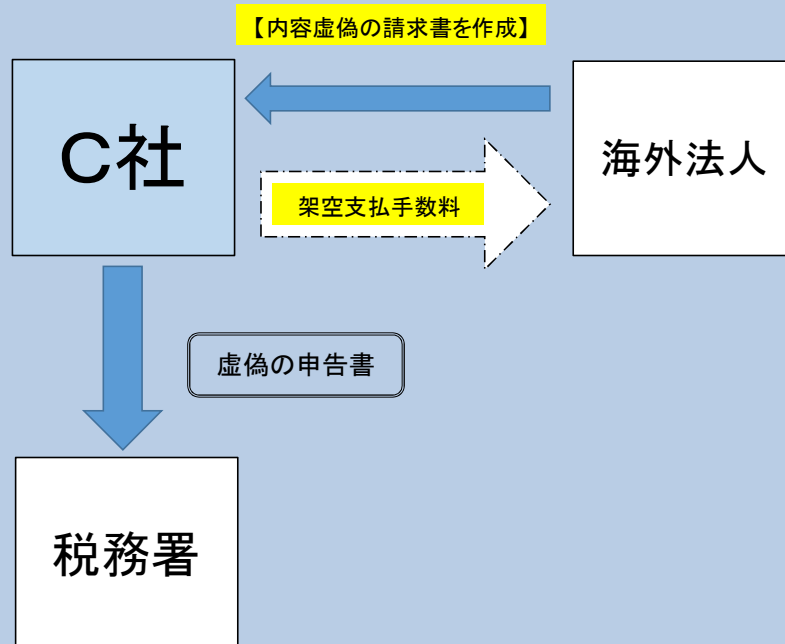 【内容虚偽の請求書を作成】
C社
海外法人
架空支払手数料
虚偽の申告書
税務署